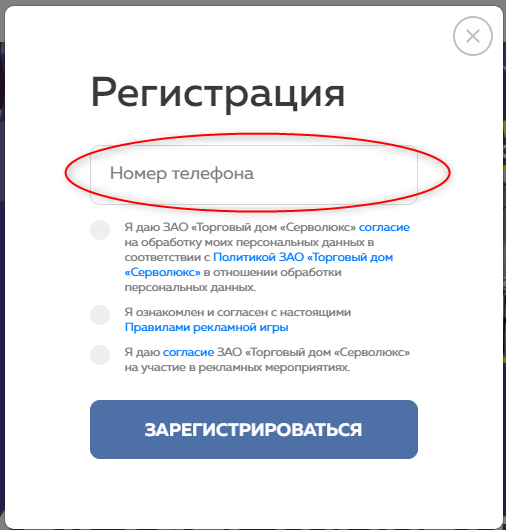 Регистрация
Номер телефона
Я даю ЗАО «Торговый дом «Серволюкс» согласие
на обработку моих персональных данных в
соответствии с Политикой ЗАО «Торговый дом
«Серволюкс» в отношении обработки
персональных данных.
Я ознакомлен и согласен с настоящими
Правилами рекламной игры
Я даю согласие ЗАО «Торговый дом «Серволюкс»
на участие в рекламных мероприятиях.
ЗАРЕГИСТРИРОВАТЬСЯ